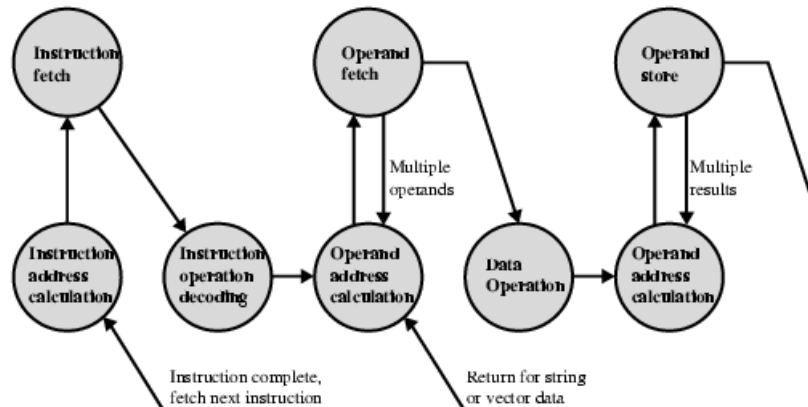 Instruction
fetch
Operand
fetch
Operand
store
Multiple
operands
Multiple
results
Instruction
address
calculation
Instruction
operation
decoding
Operand
address
calculation
Data
Operation
Operand
address
calculation
Instruction complete,
fetch next instruction
Return for string
or vector data